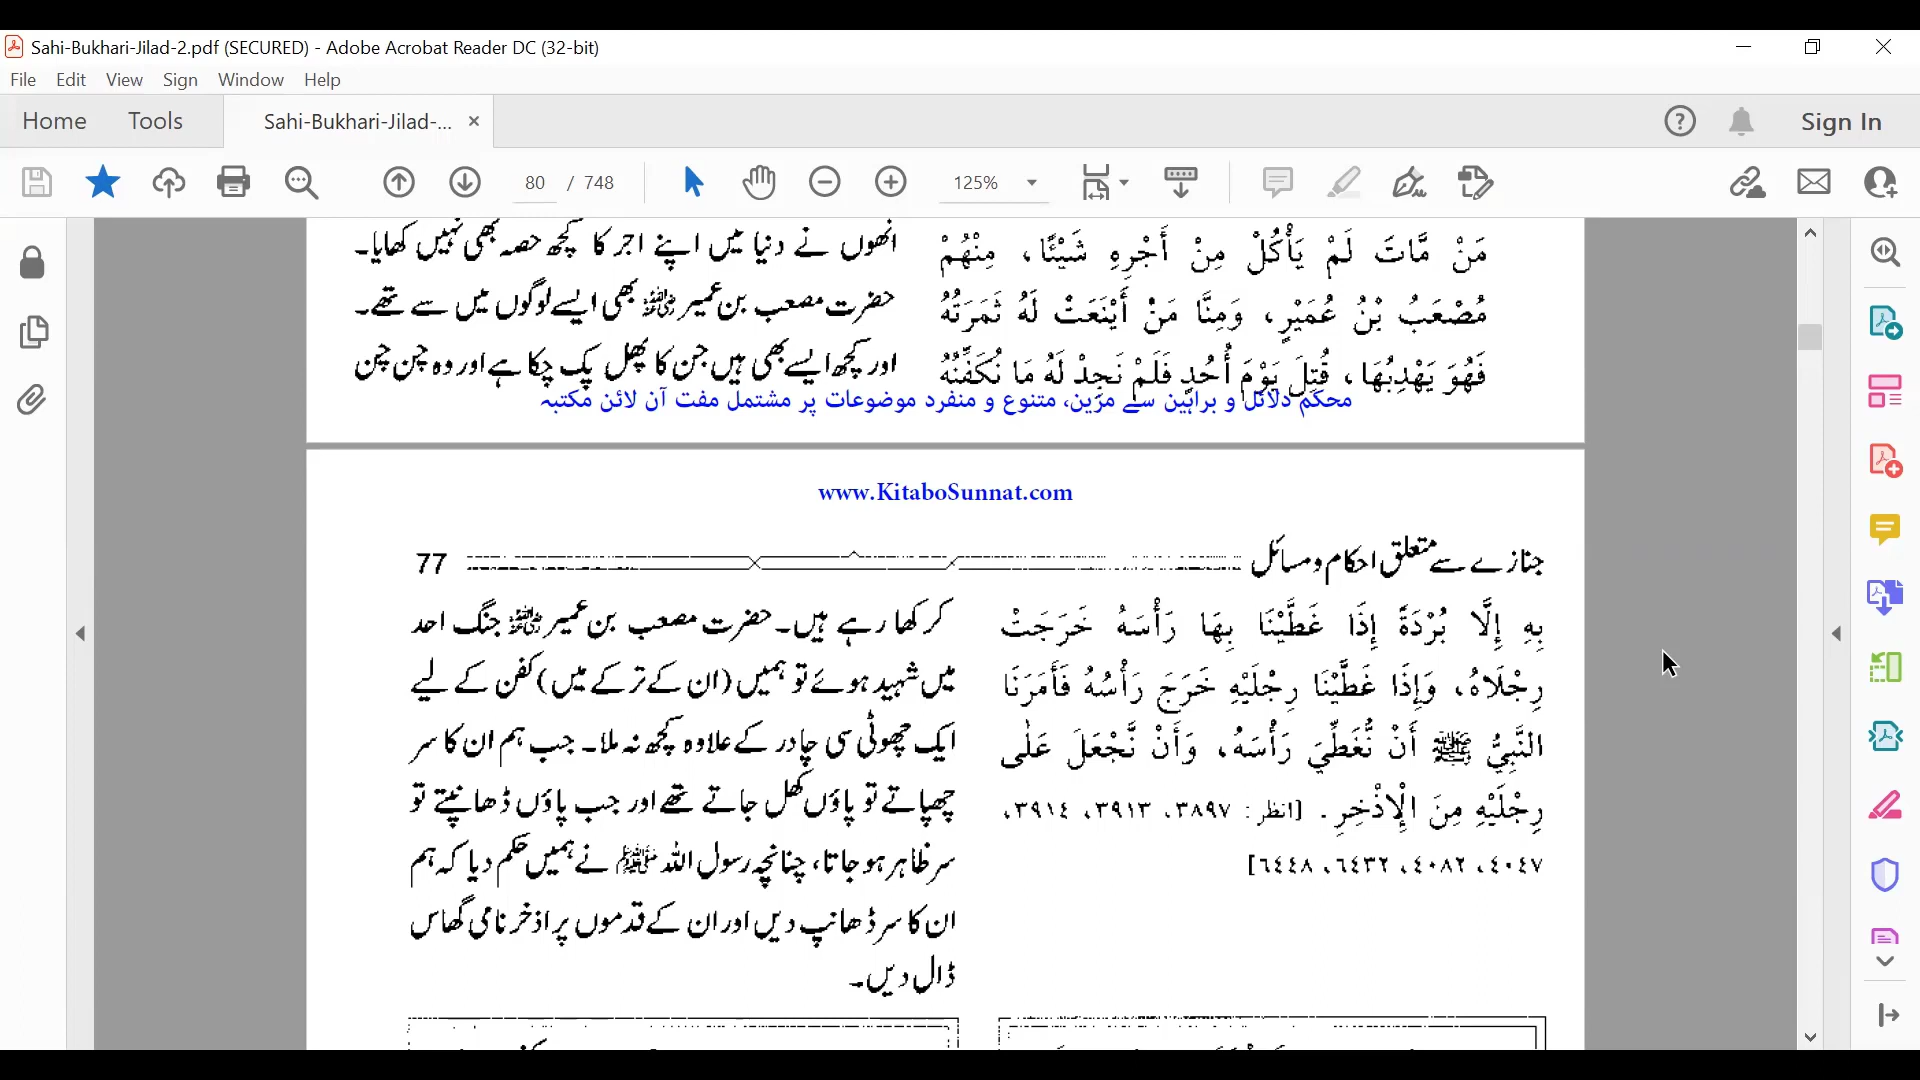 Sahi-Bukhari-Jilad-2.pdf (SECURED) - Adobe Acrobat Reader DC (32-bit)
File Edit View Sign Window Help
Home Tools Sahi-Bukhari-Jilad-... × Sign In
80 / 748 125%
مَنْ مَّاتَ لَمْ يَأْكُلْ مِنْ أَجْرِهِ شَيْئًا، مِنْهُمْ
مُصْعَبُ بْنُ عُمَيْرٍ، وَمِنَّا مَنْ أَيْنَعَتْ لَهُ ثَمَرَتُهُ
فَهُوَ يَهْدِبُهَا، قُتِلَ يَوْمَ أُحُدٍ فَلَمْ نَجِدْ لَهُ مَا نُكَفِّنُهُ
انھوں نے دنیا میں اپنے اجر کا کچھ حصہ بھی نہیں کھایا۔
حضرت مصعب بن عمیر رضی اللہ عنہ بھی ایسے لوگوں میں سے تھے۔
اور کچھ ایسے بھی ہیں جن کا پھل پک چکا ہے اور وہ چن چن
محکم دلائل و براہین سے مزین، متنوع و منفرد موضوعات پر مشتمل مفت آن لائن مکتبہ
www.KitaboSunnat.com
جنازے سے متعلق احکام و مسائل 77
بِهِ إِلَّا بُرْدَةً إِذَا غَطَّيْنَا بِهَا رَأْسَهُ خَرَجَتْ
رِجْلَاهُ، وَإِذَا غَطَّيْنَا رِجْلَيْهِ خَرَجَ رَأْسُهُ فَأَمَرَنَا
النَّبِيُّ ﷺ أَنْ نُّغَطِّيَ رَأْسَهُ، وَأَنْ نَّجْعَلَ عَلٰى
رِجْلَيْهِ مِنَ الْإِذْخِرِ. [انظر: ٣٨٩٧، ٣٩١٣، ٣٩١٤،
٤٠٤٧، ٤٠٨٢، ٦٤٣٢، ٦٤٤٨]
کر کھا رہے ہیں۔ حضرت مصعب بن عمیر رضی اللہ عنہ جنگ احد
میں شہید ہوئے تو ہمیں (ان کے ترکے میں) کفن کے لیے
ایک چھوٹی سی چادر کے علاوہ کچھ نہ ملا۔ جب ہم ان کا سر
چھپاتے تو پاؤں کھل جاتے تھے اور جب پاؤں ڈھانپتے تو
سر ظاہر ہو جاتا، چنانچہ رسول اللہ ﷺ نے ہمیں حکم دیا کہ ہم
ان کا سر ڈھانپ دیں اور ان کے قدموں پر اذخر نامی گھاس
ڈال دیں۔